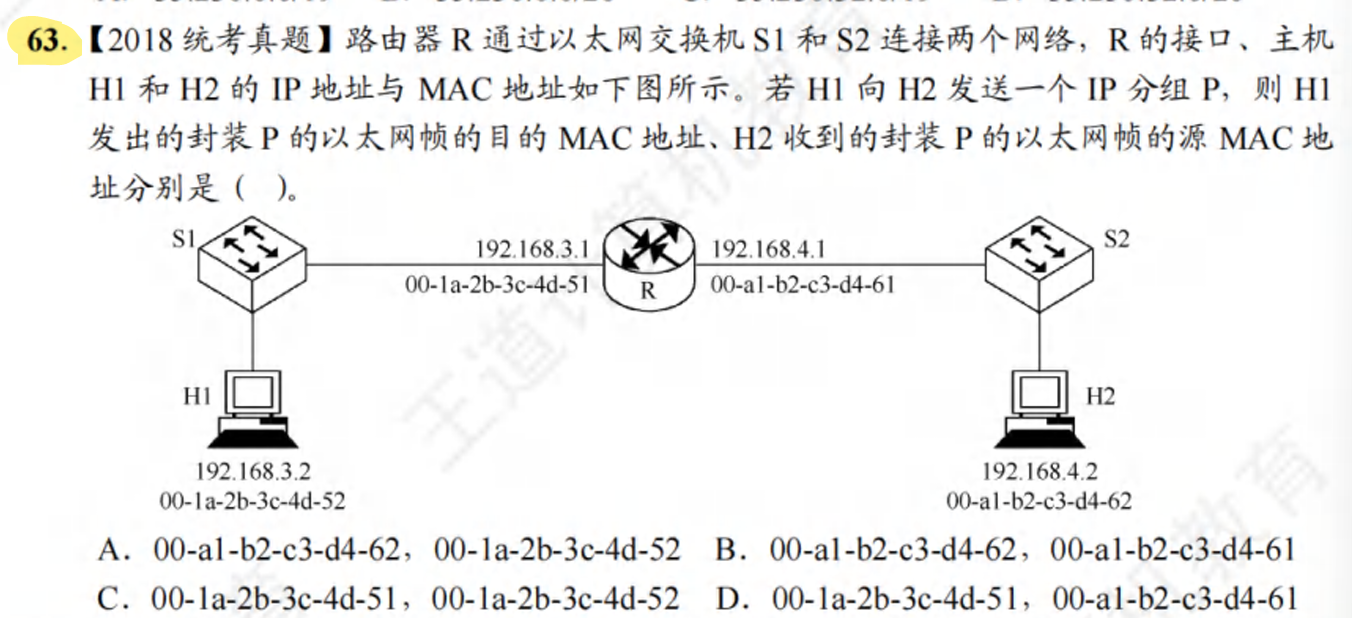 63.【2018 统考真题】路由器 R 通过以太网交换机 S1 和 S2 连接两个网络，R 的接口、主机
H1 和 H2 的 IP 地址与 MAC 地址如下图所示。若 H1 向 H2 发送一个 IP 分组 P，则 H1
发出的封装 P 的以太网帧的目的 MAC 地址、H2 收到的封装 P 的以太网帧的源 MAC 地
址分别是（ ）。
S1
192.168.3.1
192.168.4.1
S2
00-1a-2b-3c-4d-51
R
00-a1-b2-c3-d4-61
H1
H2
192.168.3.2
192.168.4.2
00-1a-2b-3c-4d-52
00-a1-b2-c3-d4-62
A. 00-a1-b2-c3-d4-62，00-1a-2b-3c-4d-52 B. 00-a1-b2-c3-d4-62，00-a1-b2-c3-d4-61
C. 00-1a-2b-3c-4d-51，00-1a-2b-3c-4d-52 D. 00-1a-2b-3c-4d-51，00-a1-b2-c3-d4-61
王道计算机教育